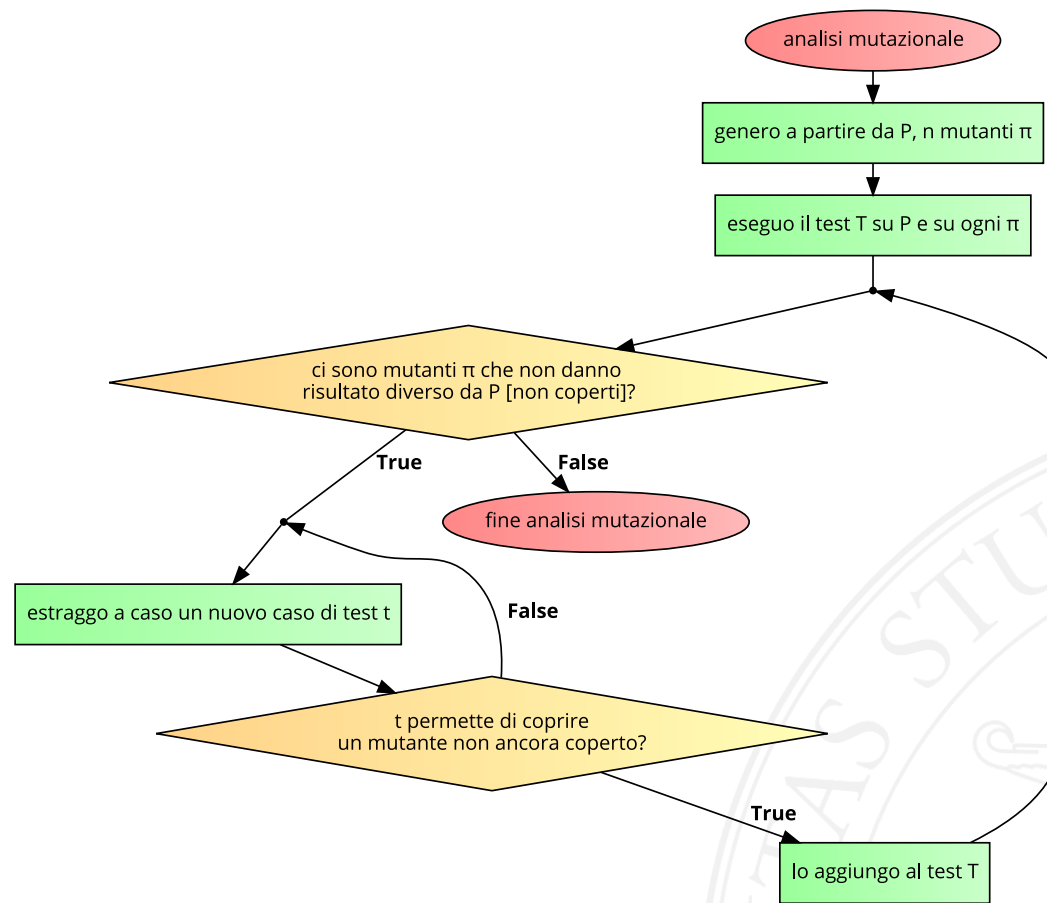 analisi mutazionale
genero a partire da P, n mutanti π
eseguo il test T su P e su ogni π
ci sono mutanti π che non danno
risultato diverso da P [non coperti]?
True
False
fine analisi mutazionale
estraggo a caso un nuovo caso di test t
False
t permette di coprire
un mutante non ancora coperto?
True
lo aggiungo al test T
TAS STU